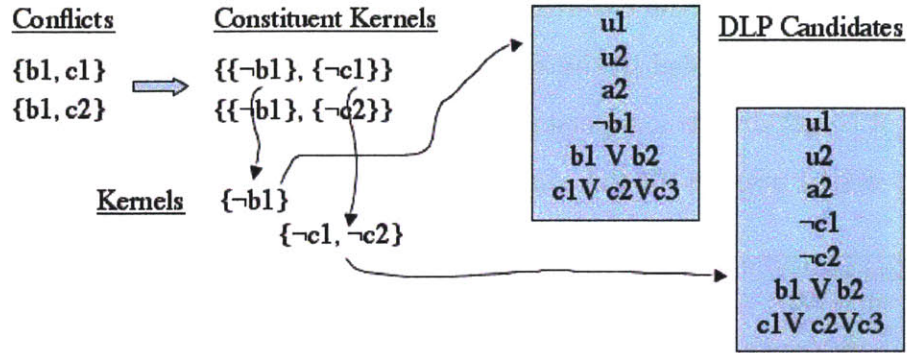 Conflicts
{b1, c1}
{b1, c2}
Constituent Kernels
{{¬b1}, {¬c1}}
{{¬b1}, {¬c2}}
Kernels
{¬b1}
{¬c1, ¬c2}
DLP Candidates
u1
u2
a2
¬b1
b1 V b2
c1V c2Vc3
u1
u2
a2
¬c1
¬c2
b1 V b2
c1V c2Vc3